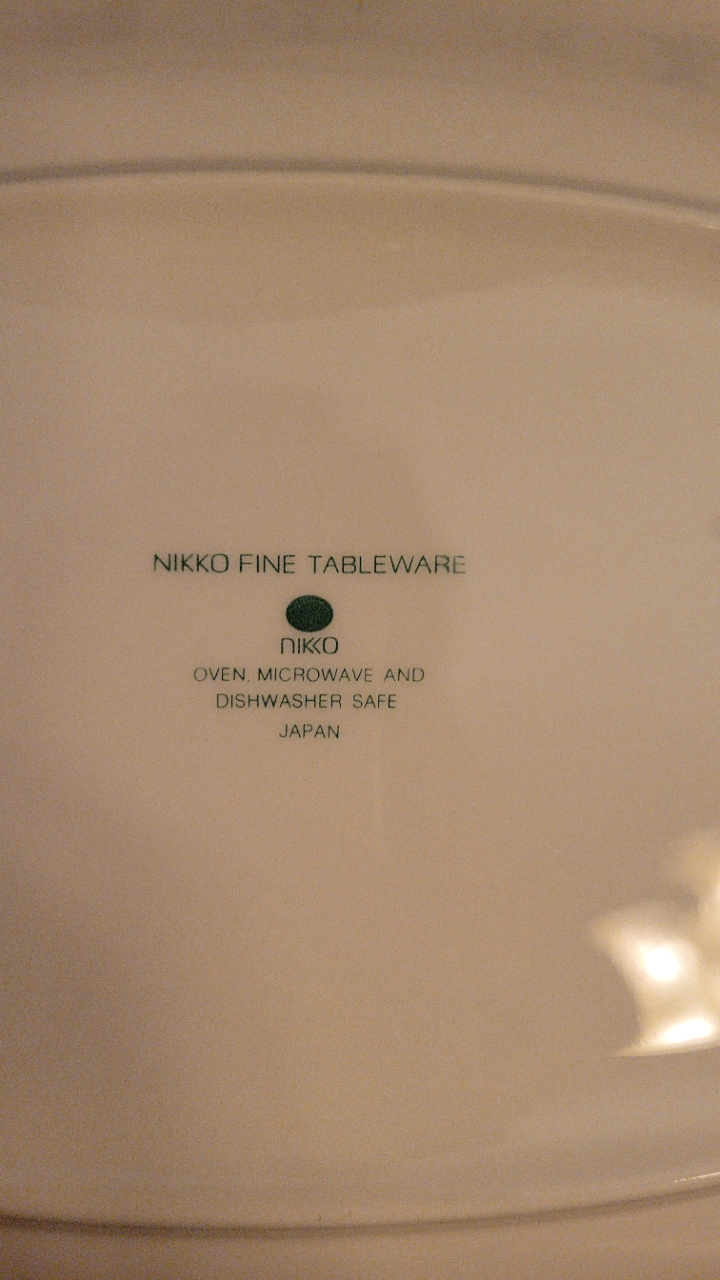 NIKKO FINE TABLEWARE
NIKKO
OVEN, MICROWAVE AND
DISHWASHER SAFE
JAPAN